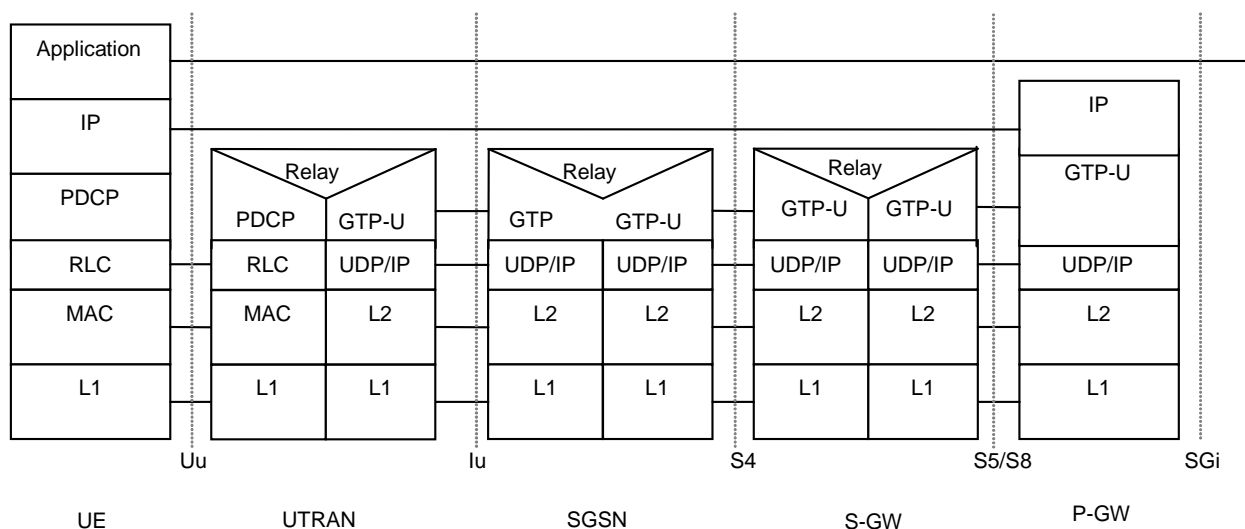 Application
IP
PDCP
RLC
MAC
L1
Relay
PDCP GTP-U
RLC UDP/IP
MAC L2
L1 L1
Relay
GTP GTP-U
UDP/IP UDP/IP
L2 L2
L1 L1
Relay
GTP-U GTP-U
UDP/IP UDP/IP
L2 L2
L1 L1
IP
GTP-U
UDP/IP
L2
L1
Uu Iu S4 S5/S8 SGi
UE UTRAN SGSN S-GW P-GW